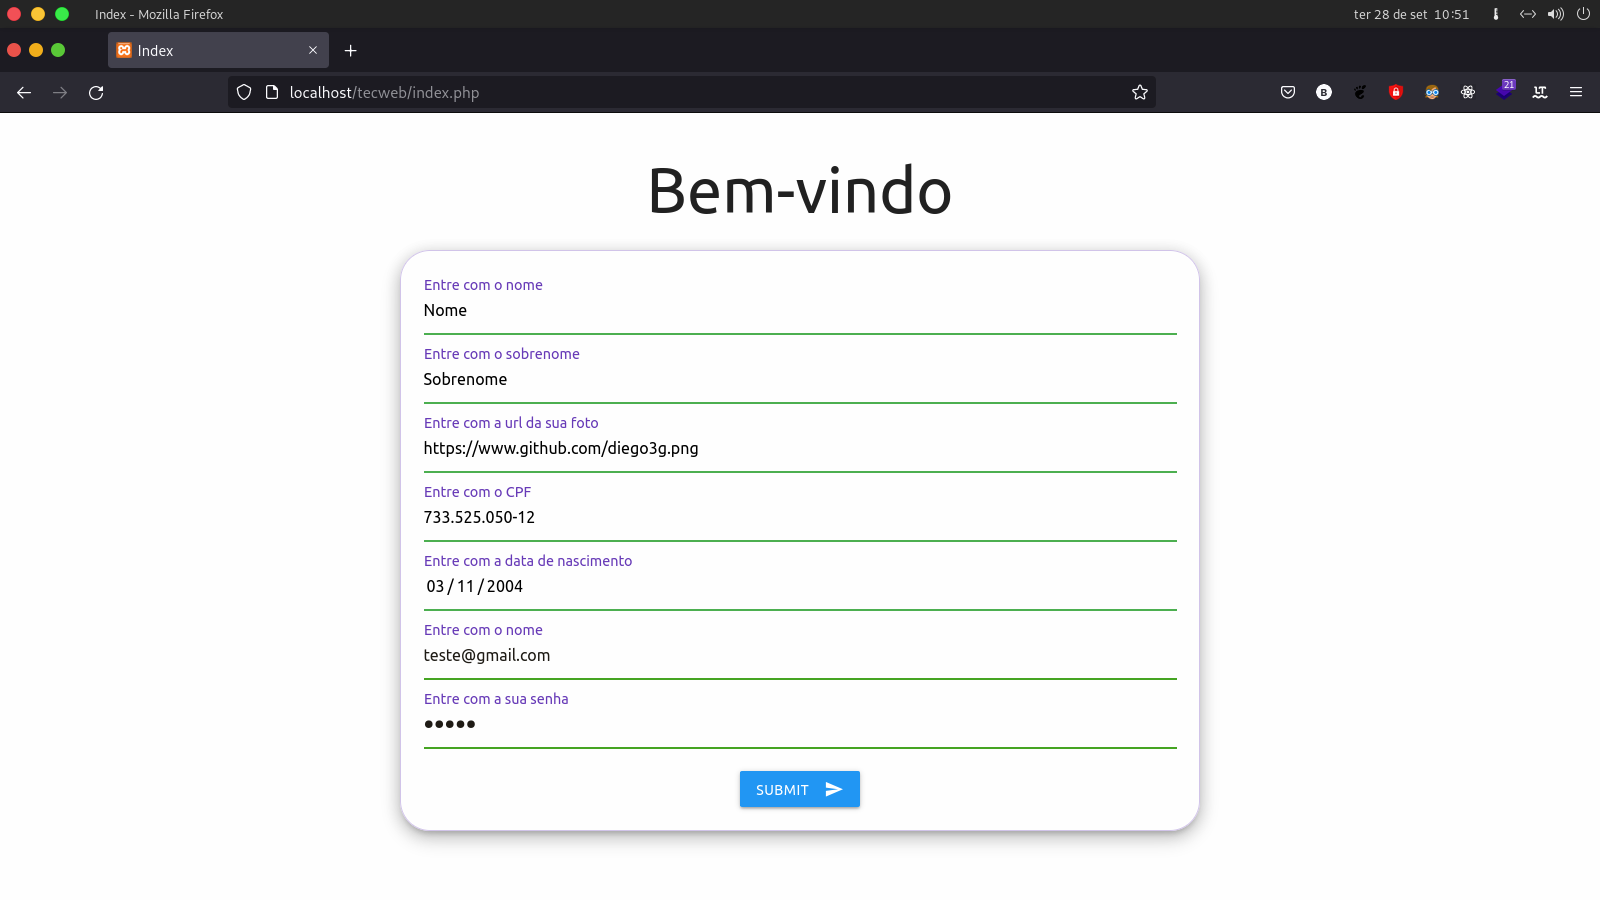 Index - Mozilla Firefox
ter 28 de set 10:51
Index
localhost/tecweb/index.php
B
21
LT
Bem-vindo
Entre com o nome
Nome
Entre com o sobrenome
Sobrenome
Entre com a url da sua foto
https://www.github.com/diego3g.png
Entre com o CPF
733.525.050-12
Entre com a data de nascimento
03 / 11 / 2004
Entre com o nome
teste@gmail.com
Entre com a sua senha
•••••
SUBMIT